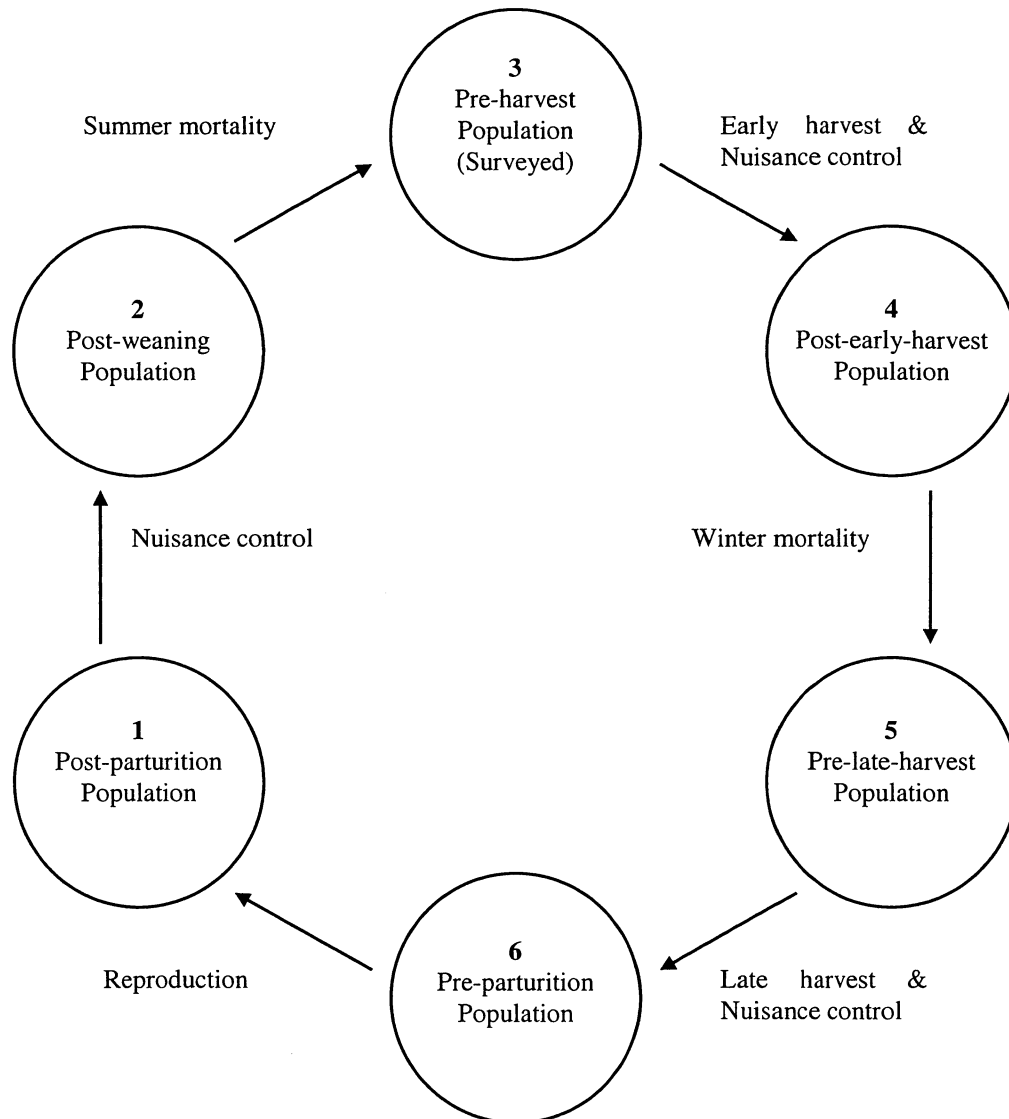 3
Pre-harvest
Population
(Surveyed)
Summer mortality
Early harvest &
Nuisance control
2
Post-weaning
Population
4
Post-early-harvest
Population
Nuisance control
Winter mortality
1
Post-parturition
Population
5
Pre-late-harvest
Population
6
Pre-parturition
Population
Reproduction
Late harvest &
Nuisance control